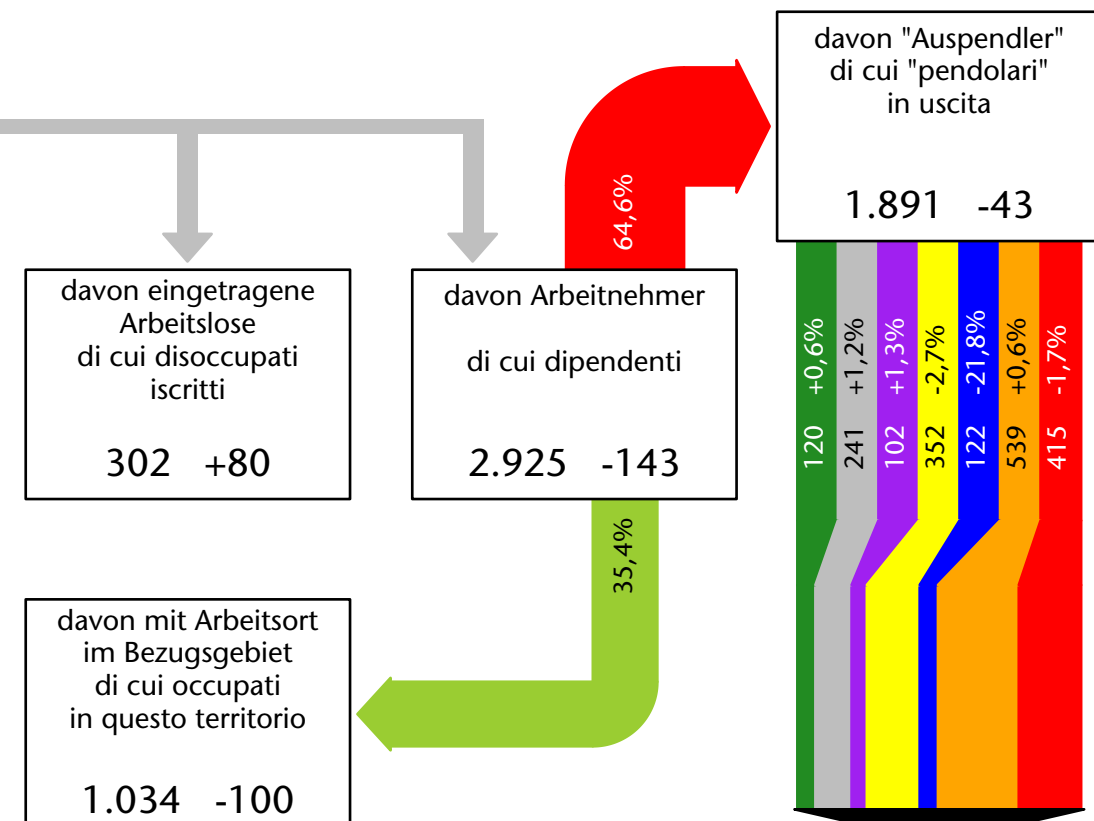 davon "Auspendler"
di cui "pendolari"
in uscita
1.891 -43
64,6%
davon eingetragene
Arbeitslose
di cui disoccupati
iscritti
302 +80
davon Arbeitnehmer
di cui dipendenti
2.925 -143
120 +0,6%
241 +1,2%
102 +1,3%
352 -2,7%
122 -21,8%
539 +0,6%
415 -1,7%
35,4%
davon mit Arbeitsort
im Bezugsgebiet
di cui occupati
in questo territorio
1.034 -100